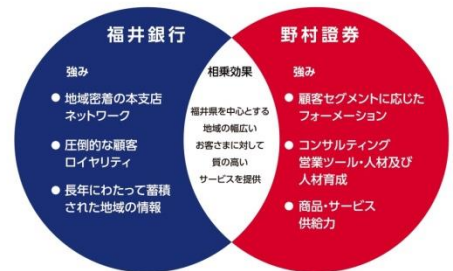 福井銀行
強み
● 地域密着の本支店
ネットワーク
● 圧倒的な顧客
ロイヤリティ
● 長年にわたって蓄積
された地域の情報
相乗効果
福井県を中心とする
地域の幅広い
お客さまに対して
質の高い
サービスを提供
野村證券
強み
● 顧客セグメントに応じた
フォーメーション
● コンサルティング
営業ツール・人材及び
人材育成
● 商品・サービス
供給力